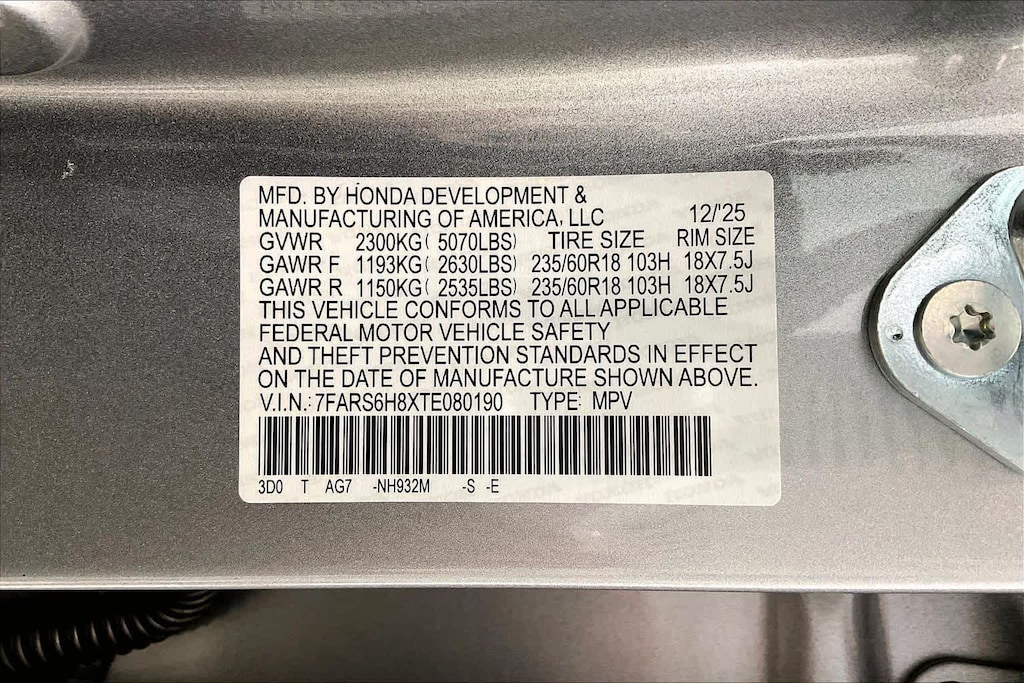 MFD. BY HONDA DEVELOPMENT &
MANUFACTURING OF AMERICA, LLC 12/'25
GVWR 2300KG( 5070LBS) TIRE SIZE RIM SIZE
GAWR F 1193KG( 2630LBS) 235/60R18 103H 18X7.5J
GAWR R 1150KG( 2535LBS) 235/60R18 103H 18X7.5J
THIS VEHICLE CONFORMS TO ALL APPLICABLE
FEDERAL MOTOR VEHICLE SAFETY
AND THEFT PREVENTION STANDARDS IN EFFECT
ON THE DATE OF MANUFACTURE SHOWN ABOVE.
V.I.N.: 7FARS6H8XTE080190 TYPE: MPV
3D0 T AG7 -NH932M -S -E